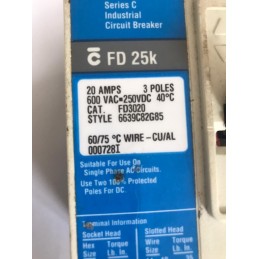 Series C
Industrial
Circuit Breaker
C FD 25k
20 AMPS 3 POLES
600 VAC•250VDC 40°C
CAT. FD3020
STYLE 6639C82G85
60/75 °C WIRE-CU/AL
000728I
Suitable For Use On
Single Phase AC Circuits.
Use Two Protected
Poles For DC.
Terminal Information
Socket Head Slotted Head
Hex Torque Wire Torque
Size Lb. In Size Lb. In